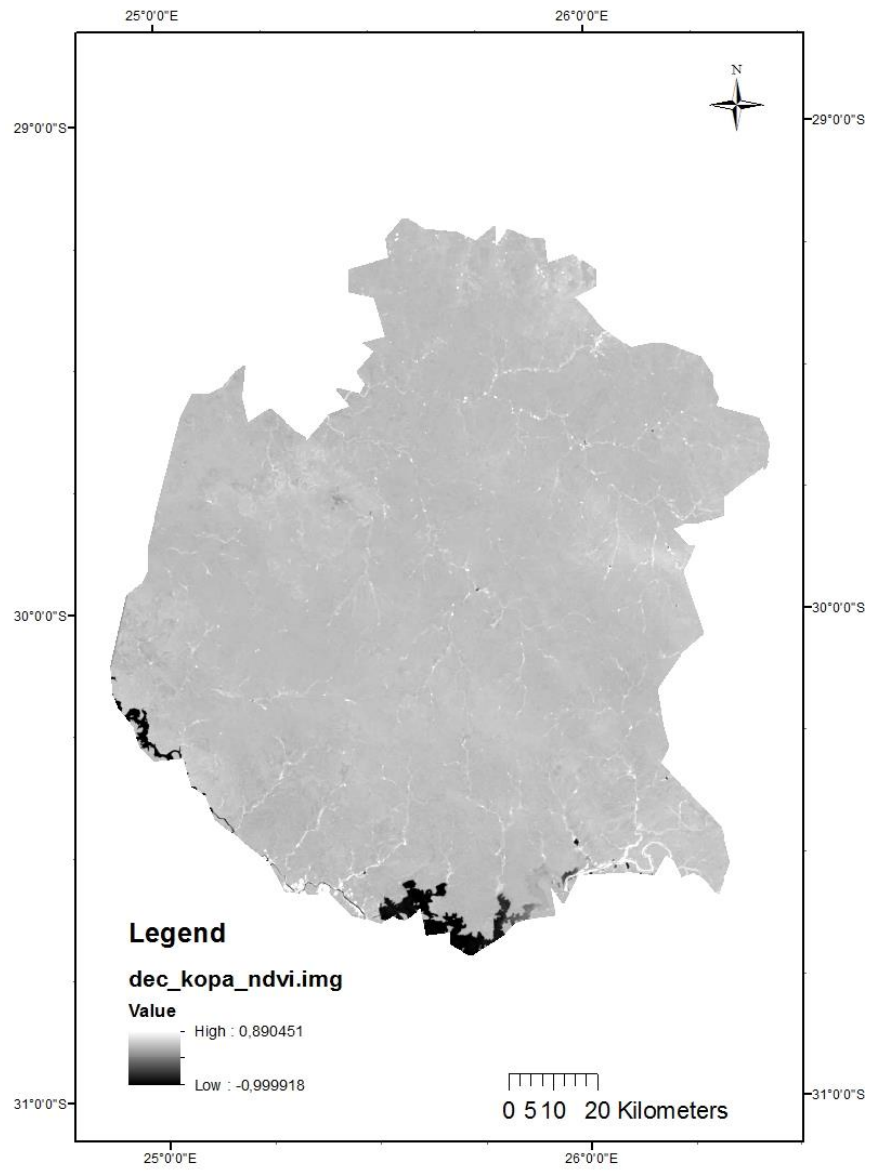 25°0'0"E 26°0'0"E
N
29°0'0"S 29°0'0"S
30°0'0"S 30°0'0"S
Legend
dec_kopa_ndvi.img
Value
High : 0,890451
Low : -0,999918
0 5 10 20 Kilometers
31°0'0"S 31°0'0"S
25°0'0"E 26°0'0"E